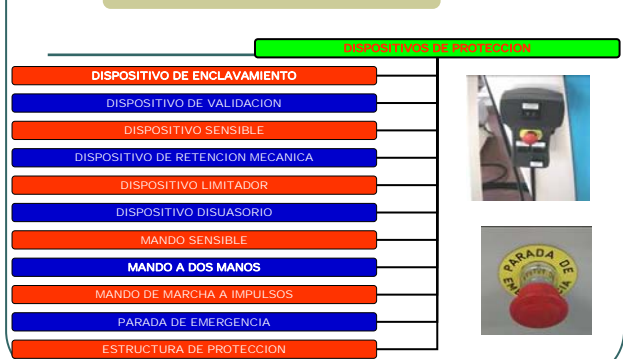 DISPOSITIVOS DE PROTECCION
DISPOSITIVO DE ENCLAVAMIENTO
DISPOSITIVO DE VALIDACION
DISPOSITIVO SENSIBLE
DISPOSITIVO DE RETENCION MECANICA
DISPOSITIVO LIMITADOR
DISPOSITIVO DISUASORIO
MANDO SENSIBLE
MANDO A DOS MANOS
MANDO DE MARCHA A IMPULSOS
PARADA DE EMERGENCIA
ESTRUCTURA DE PROTECCION
PARADA DE